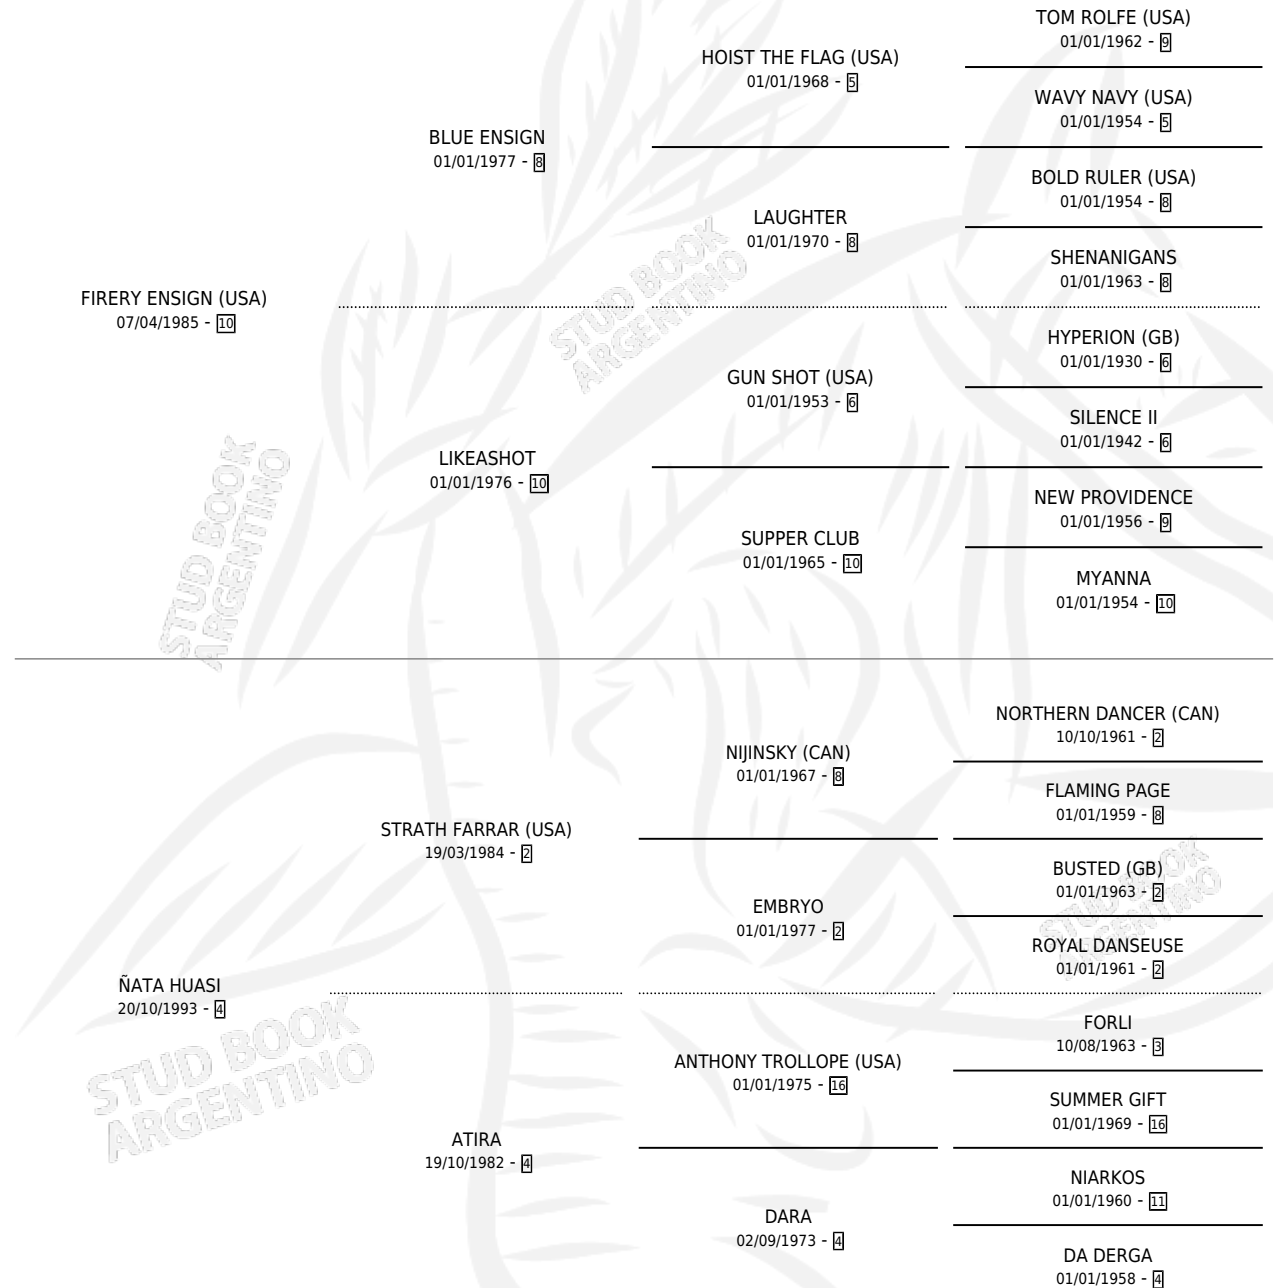 TOM ROLFE (USA)
01/01/1962 - 9
HOIST THE FLAG (USA)
01/01/1968 - 5
WAVY NAVY (USA)
01/01/1954 - 5
BLUE ENSIGN
01/01/1977 - 8
BOLD RULER (USA)
01/01/1954 - 8
LAUGHTER
01/01/1970 - 8
SHENANIGANS
01/01/1963 - 8
STUD BOOK
ARGENTINO
FIRERY ENSIGN (USA)
07/04/1985 - 10
HYPERION (GB)
01/01/1930 - 6
GUN SHOT (USA)
01/01/1953 - 6
SILENCE II
01/01/1942 - 6
LIKEASHOT
01/01/1976 - 10
NEW PROVIDENCE
01/01/1956 - 9
SUPPER CLUB
01/01/1965 - 10
MYANNA
01/01/1954 - 10
STUD BOOK
ARGENTINO
NORTHERN DANCER (CAN)
10/10/1961 - 2
NIJINSKY (CAN)
01/01/1967 - 8
FLAMING PAGE
01/01/1959 - 8
STRATH FARRAR (USA)
19/03/1984 - 2
BUSTED (GB)
01/01/1963 - 2
EMBRYO
01/01/1977 - 2
ROYAL DANSEUSE
01/01/1961 - 2
STUD BOOK
ARGENTINO
ÑATA HUASI
20/10/1993 - 4
FORLI
10/08/1963 - 3
ANTHONY TROLLOPE (USA)
01/01/1975 - 16
SUMMER GIFT
01/01/1969 - 16
STUD BOOK
ARGENTINO
ATIRA
19/10/1982 - 4
NIARKOS
01/01/1960 - 11
DARA
02/09/1973 - 4
DA DERGA
01/01/1958 - 4